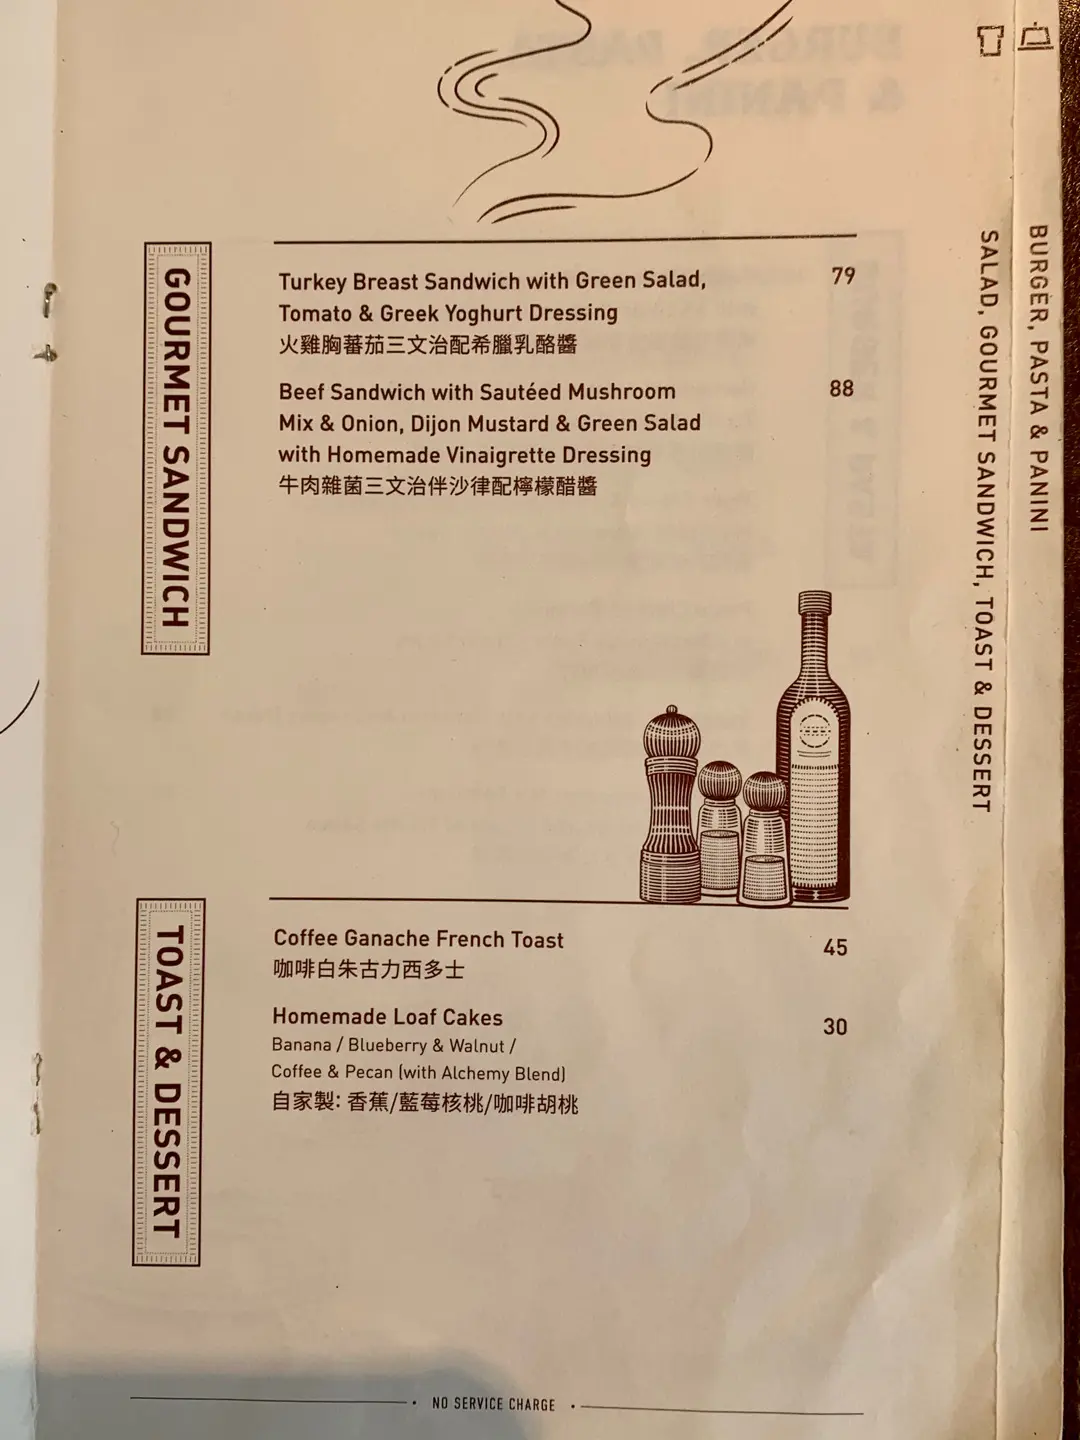 GOURMET SANDWICH
Turkey Breast Sandwich with Green Salad, 79
Tomato & Greek Yoghurt Dressing
火雞胸蕃茄三文治配希臘乳酪醬
Beef Sandwich with Sautéed Mushroom 88
Mix & Onion, Dijon Mustard & Green Salad
with Homemade Vinaigrette Dressing
牛肉雜菌三文治伴沙律配檸檬醋醬
TOAST & DESSERT
Coffee Ganache French Toast 45
咖啡白朱古力西多士
Homemade Loaf Cakes 30
Banana / Blueberry & Walnut /
Coffee & Pecan (with Alchemy Blend)
自家製: 香蕉/藍莓核桃/咖啡胡桃
NO SERVICE CHARGE
SALAD, GOURMET SANDWICH, TOAST & DESSERT
BURGER, PASTA & PANINI